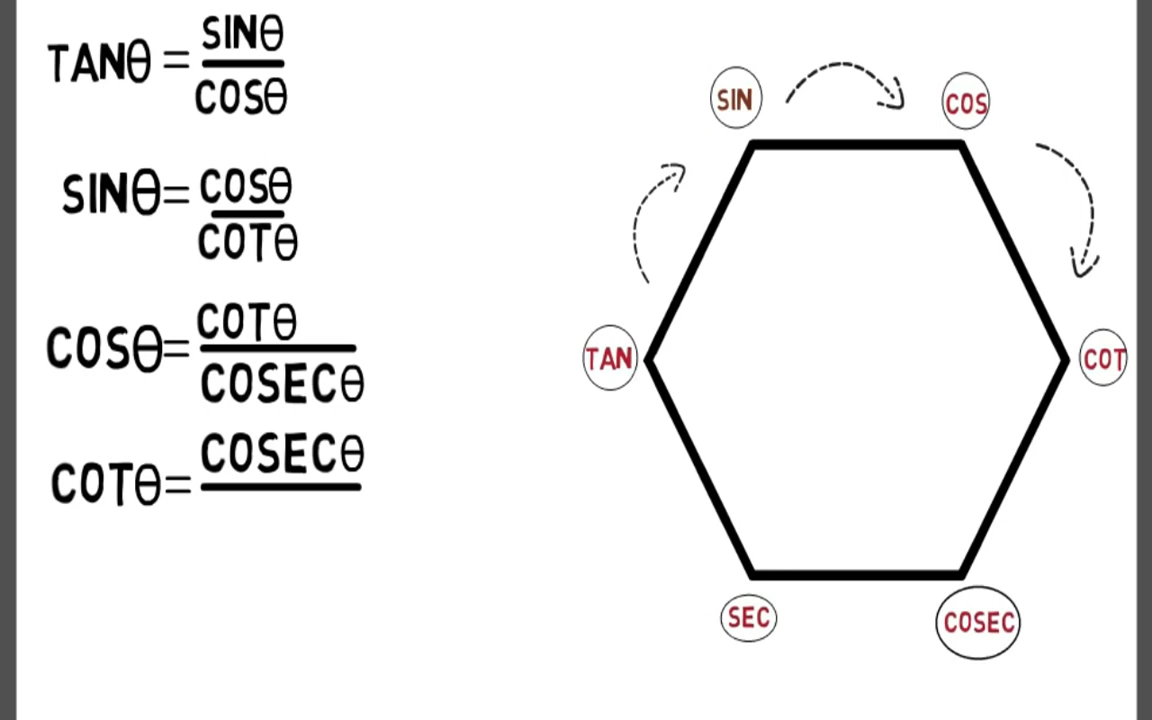 TANθ = SINθ
COSθ
SINθ= COSθ
COTθ
COSθ= COTθ
COSECθ
COTθ= COSECθ
SIN
COS
TAN
COT
SEC
COSEC